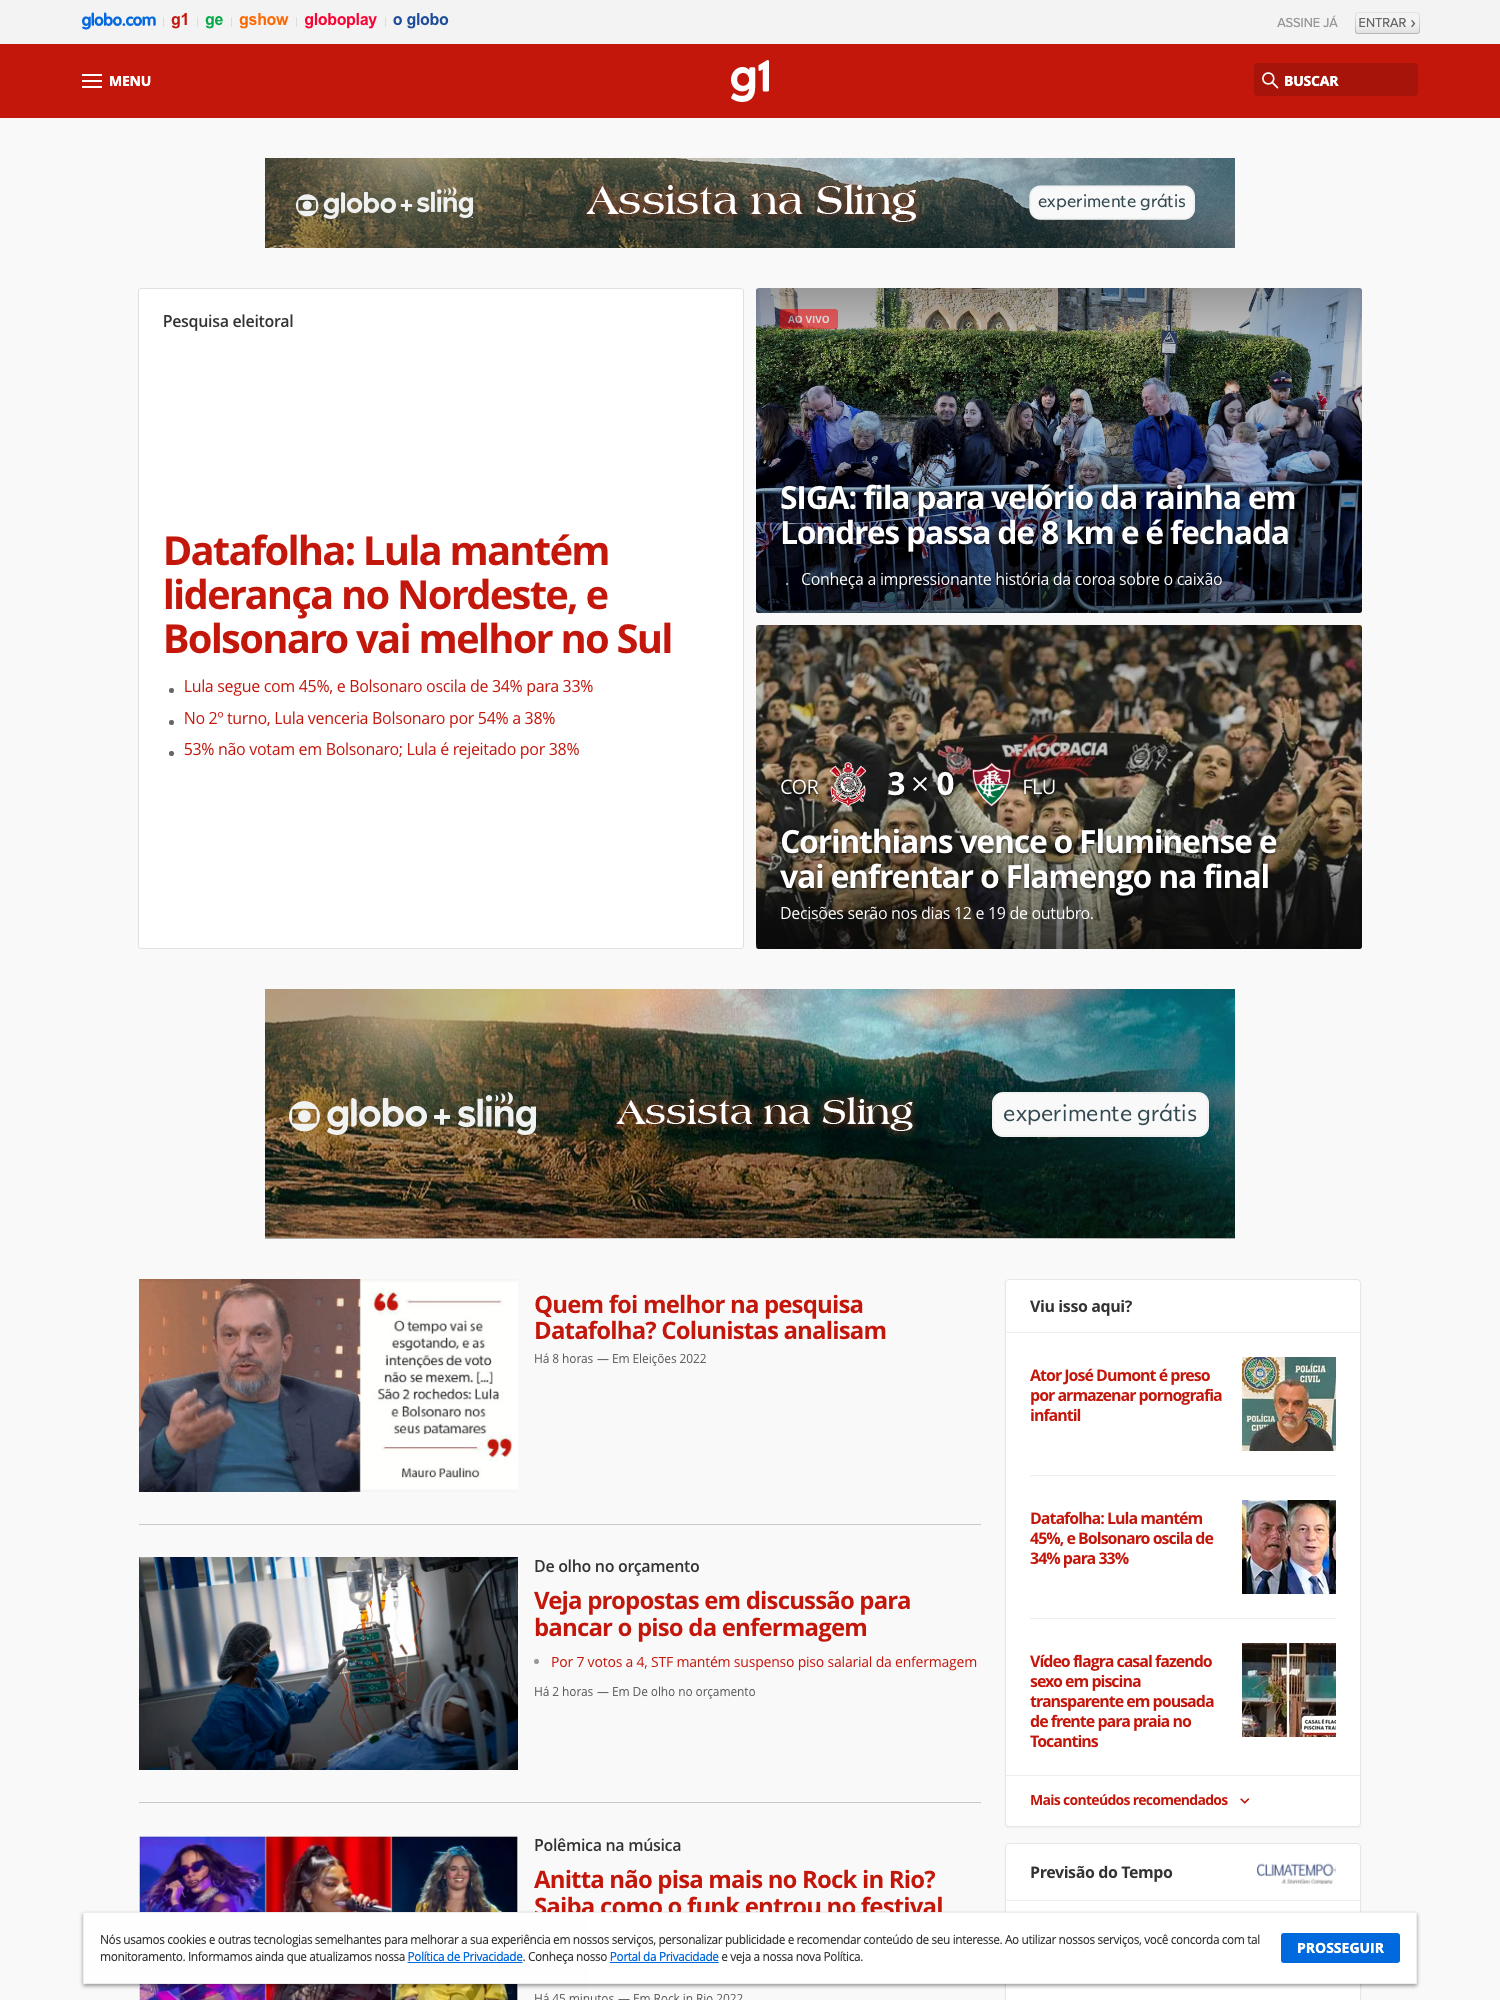 globo.com g1 ge gshow globoplay o globo
ASSINE JÁ ENTRAR ›
MENU
g1
BUSCAR
globo + sling
Assista na Sling
experimente grátis
Pesquisa eleitoral
Datafolha: Lula mantém
liderança no Nordeste, e
Bolsonaro vai melhor no Sul
Lula segue com 45%, e Bolsonaro oscila de 34% para 33%
No 2º turno, Lula venceria Bolsonaro por 54% a 38%
53% não votam em Bolsonaro; Lula é rejeitado por 38%
AO VIVO
SIGA: fila para velório da rainha em
Londres passa de 8 km e é fechada
Conheça a impressionante história da coroa sobre o caixão
DEMOCRACIA
Corinthiana
COR 3 × 0 FLU
Corinthians vence o Fluminense e
vai enfrentar o Flamengo na final
Decisões serão nos dias 12 e 19 de outubro.
globo + sling
Assista na Sling
experimente grátis
“
O tempo vai se
esgotando, e as
intenções de voto
não se mexem. [...]
São 2 rochedos: Lula
e Bolsonaro nos
seus patamares
”
Mauro Paulino
Quem foi melhor na pesquisa
Datafolha? Colunistas analisam
Há 8 horas — Em Eleições 2022
De olho no orçamento
Veja propostas em discussão para
bancar o piso da enfermagem
Por 7 votos a 4, STF mantém suspenso piso salarial da enfermagem
Há 2 horas — Em De olho no orçamento
Polêmica na música
Anitta não pisa mais no Rock in Rio?
Saiba como o funk entrou no festival
Há 45 minutos — Em Rock in Rio 2022
Viu isso aqui?
Ator José Dumont é preso
por armazenar pornografia
infantil
POLÍCIA
CIVIL
POLÍCIA
Datafolha: Lula mantém
45%, e Bolsonaro oscila de
34% para 33%
Vídeo flagra casal fazendo
sexo em piscina
transparente em pousada
de frente para praia no
Tocantins
CASAL É FLAG
PISCINA TRA
Mais conteúdos recomendados
Previsão do Tempo
CLIMATEMPO
A StormGeo Company
Nós usamos cookies e outras tecnologias semelhantes para melhorar a sua experiência em nossos serviços, personalizar publicidade e recomendar conteúdo de seu interesse. Ao utilizar nossos serviços, você concorda com tal
monitoramento. Informamos ainda que atualizamos nossa Política de Privacidade. Conheça nosso Portal da Privacidade e veja a nossa nova Política.
PROSSEGUIR